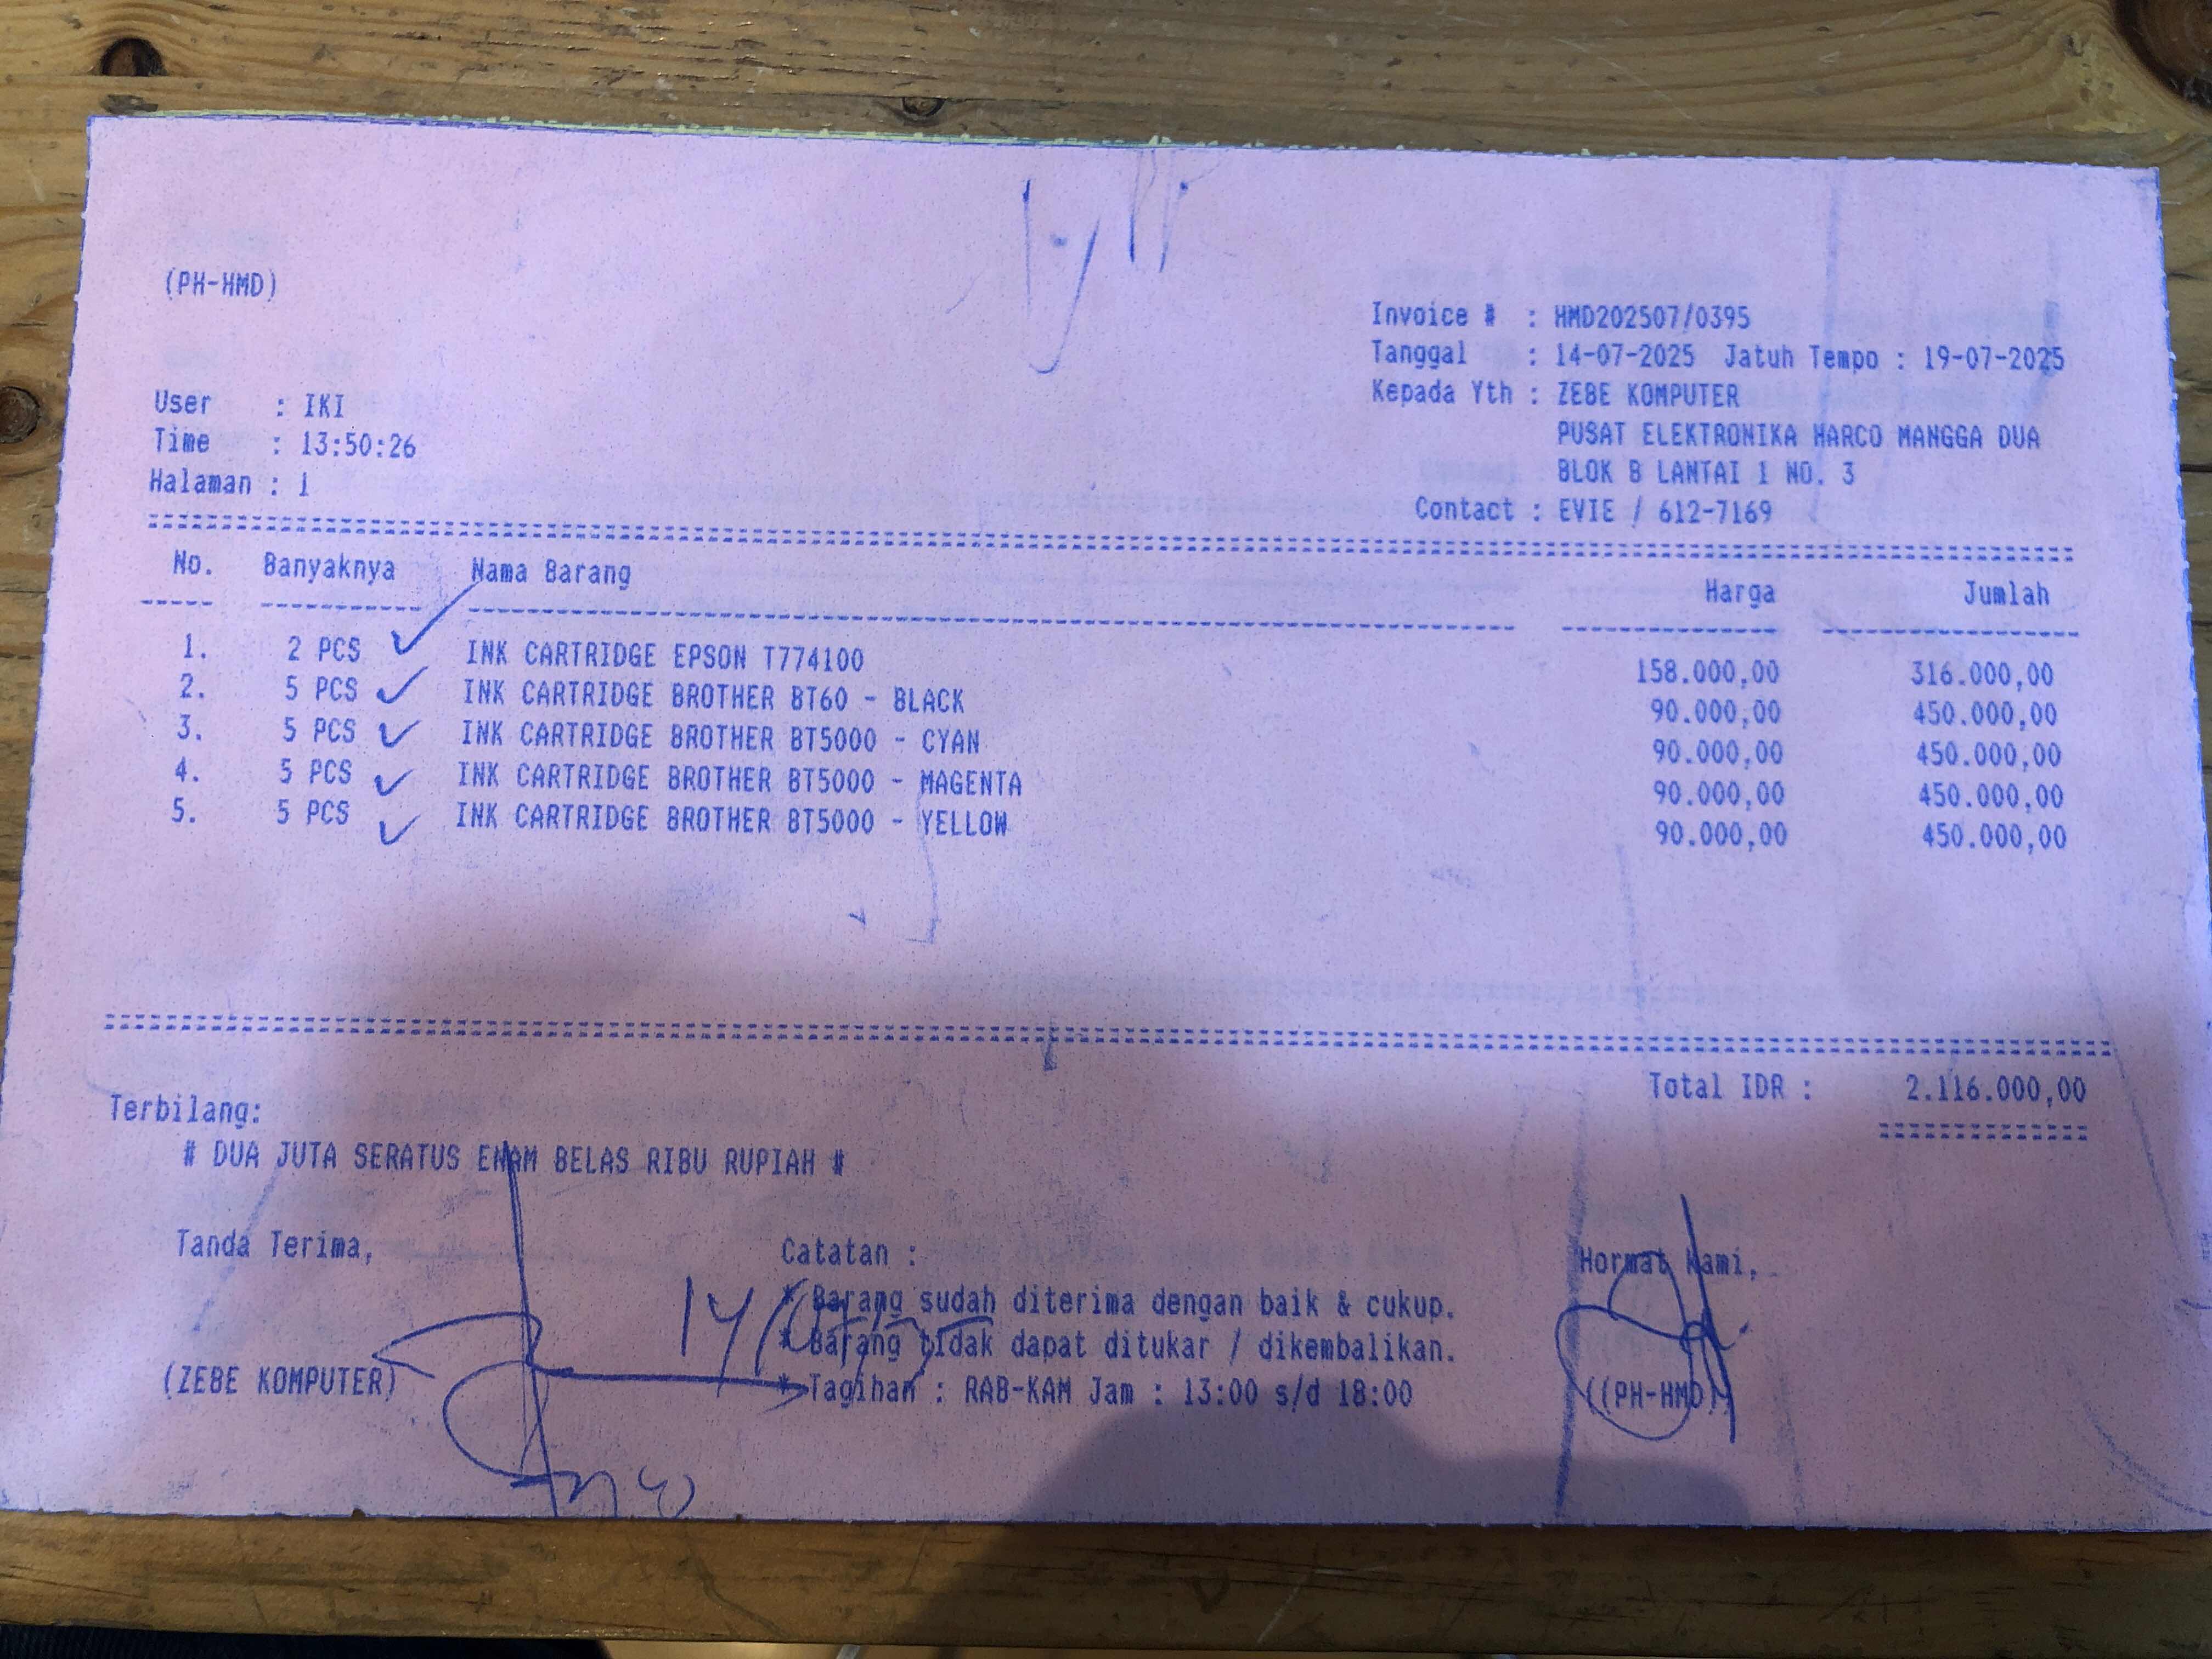 (PH-HMD)
Invoice # : HMD202507/0395
Tanggal : 14-07-2025 Jatuh Tempo : 19-07-2025
Kepada Yth : ZEBE KOMPUTER
PUSAT ELEKTRONIKA HARCO MANGGA DUA
BLOK B LANTAI 1 NO. 3
Contact : EVIE / 612-7169
User : IKI
Time : 13:50:26
Halaman : 1
No. Banyaknya Nama Barang Harga Jumlah
1. 2 PCS INK CARTRIDGE EPSON T774100 158.000,00 316.000,00
2. 5 PCS INK CARTRIDGE BROTHER BT60 - BLACK 90.000,00 450.000,00
3. 5 PCS INK CARTRIDGE BROTHER BT5000 - CYAN 90.000,00 450.000,00
4. 5 PCS INK CARTRIDGE BROTHER BT5000 - MAGENTA 90.000,00 450.000,00
5. 5 PCS INK CARTRIDGE BROTHER BT5000 - YELLOW 90.000,00 450.000,00
Total IDR : 2.116.000,00
Terbilang:
# DUA JUTA SERATUS ENAM BELAS RIBU RUPIAH #
Tanda Terima,
(ZEBE KOMPUTER)
Catatan :
* Barang sudah diterima dengan baik & cukup.
* Barang tidak dapat ditukar / dikembalikan.
* Tagihan : RAB-KAM Jam : 13:00 s/d 18:00
Hormat Kami,
((PH-HMD))